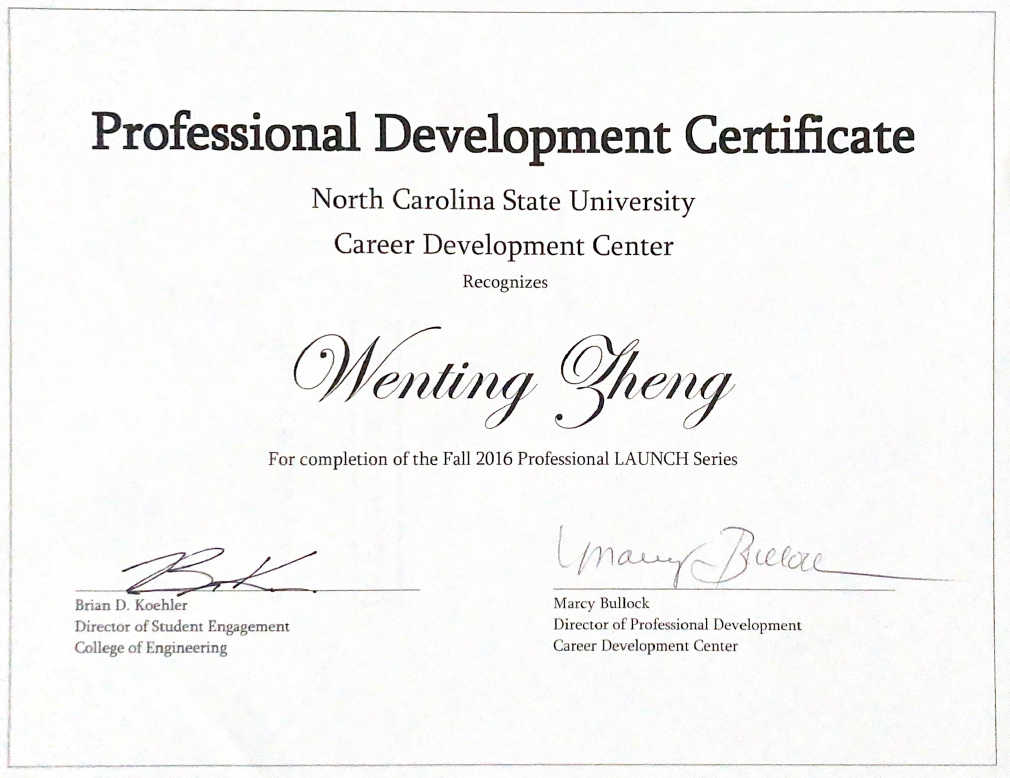 Professional Development Certificate
North Carolina State University
Career Development Center
Recognizes
Wenting Zheng
For completion of the Fall 2016 Professional LAUNCH Series
Marcy Bullock
Brian D. Koehler
Director of Student Engagement
College of Engineering
Marcy Bullock
Director of Professional Development
Career Development Center